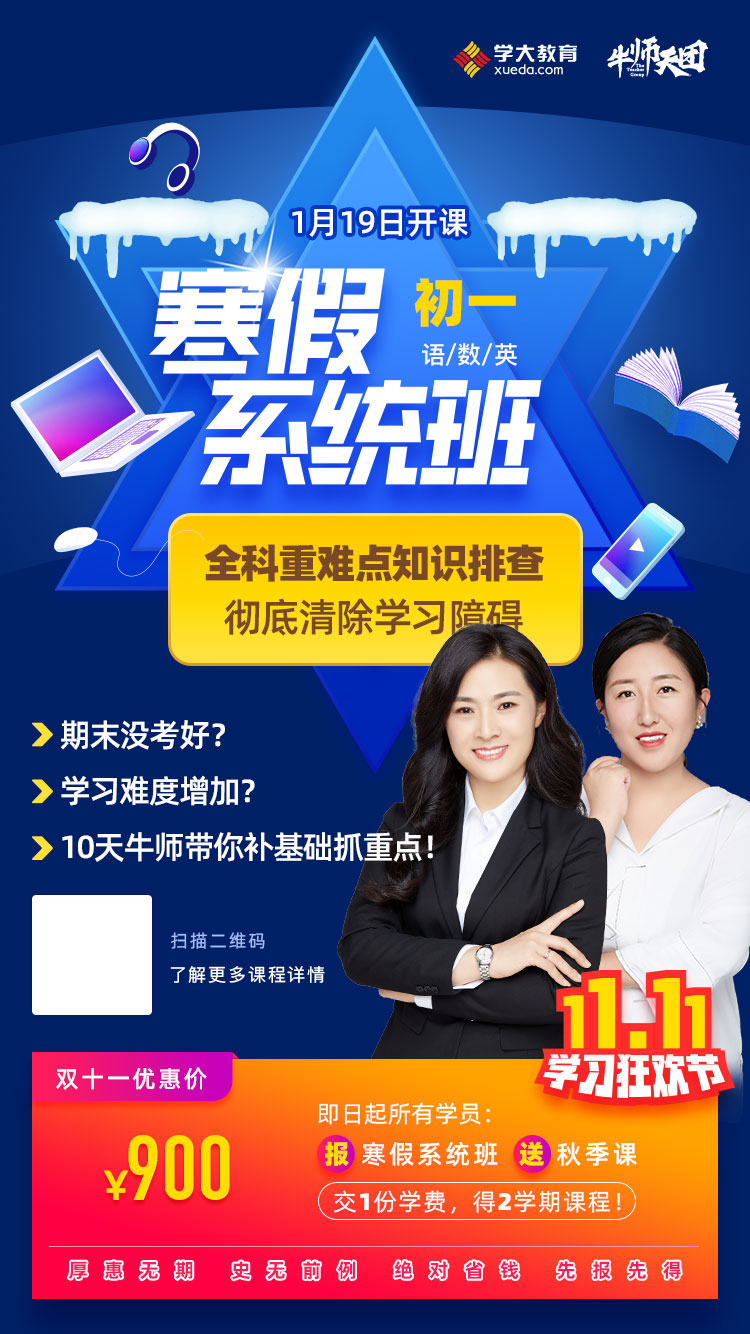 学大教育
xueda.com
牛师天团
The
Teacher
Group
1月19日开课
寒假
初一
语/数/英
系统班
全科重难点知识排查
彻底清除学习障碍
期末没考好?
学习难度增加?
10天牛师带你补基础抓重点!
扫描二维码
了解更多课程详情
11.11
学习狂欢节
双十一优惠价
¥900
即日起所有学员:
报 寒假系统班 送 秋季课
交1份学费，得2学期课程!
厚惠无期 史无前例 绝对省钱 先报先得